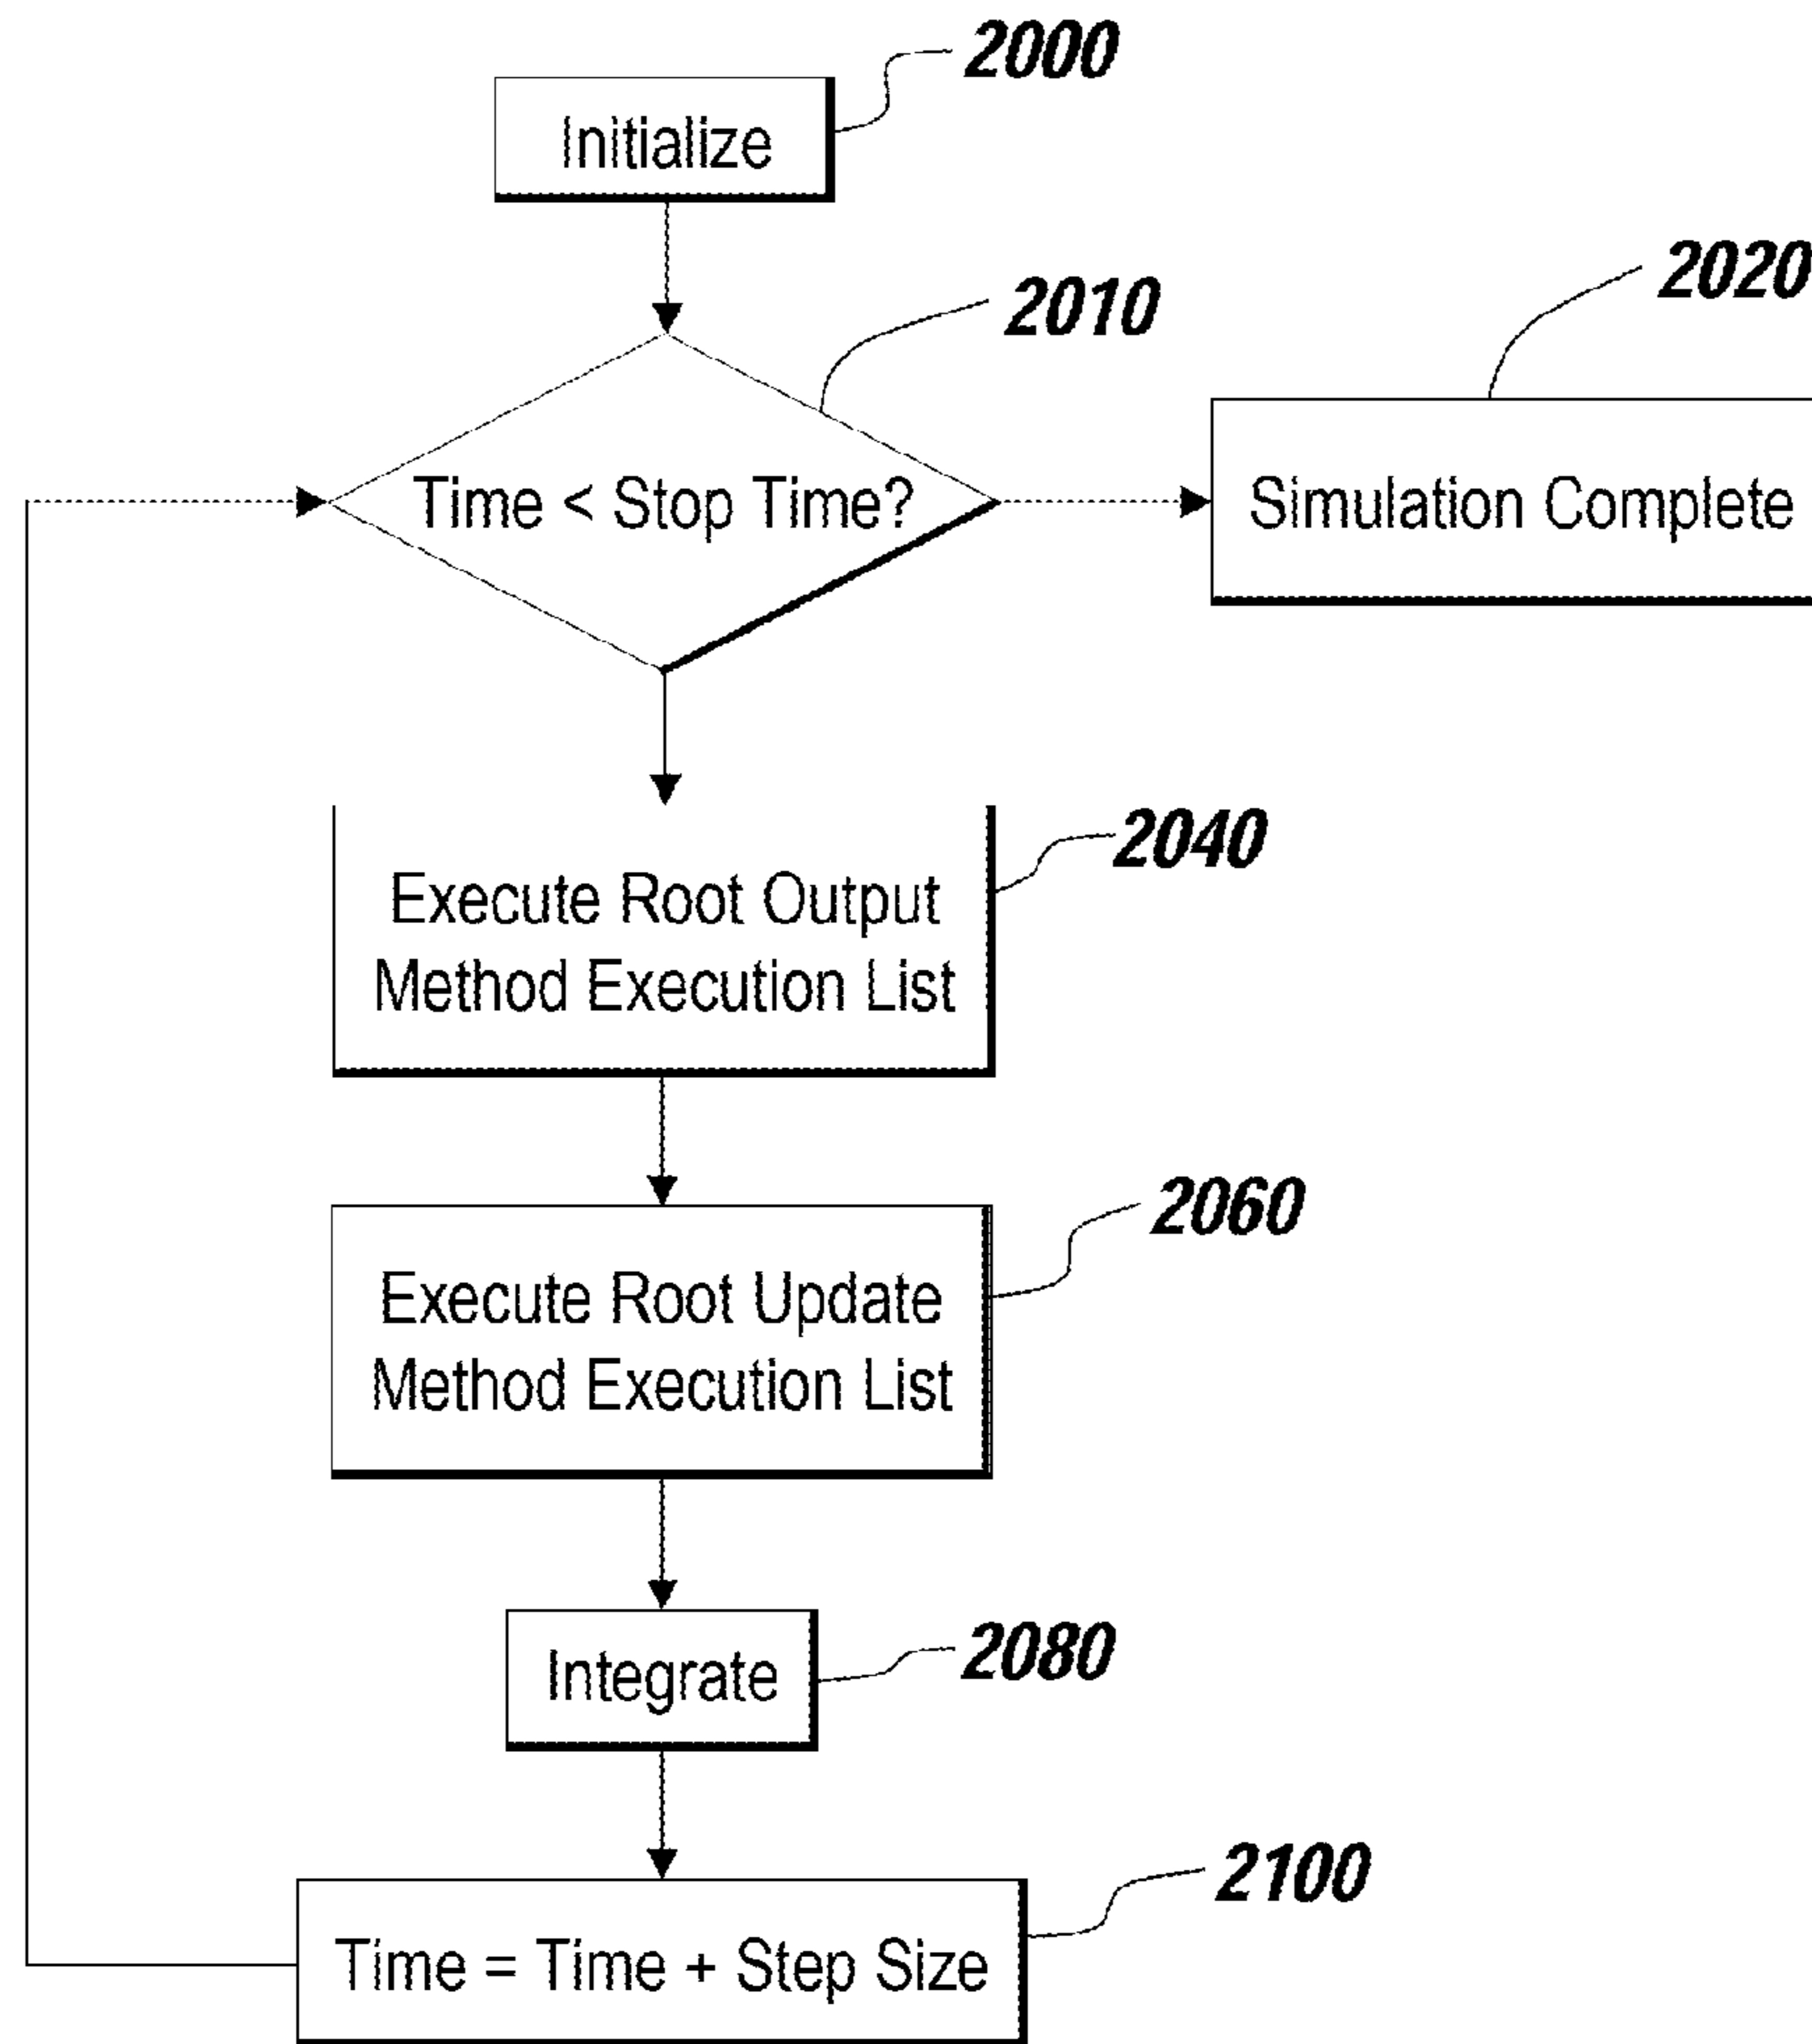 2000
Initialize
2010
2020
Time < Stop Time?
Simulation Complete
2040
Execute Root Output
Method Execution List
2060
Execute Root Update
Method Execution List
2080
Integrate
2100
Time = Time + Step Size